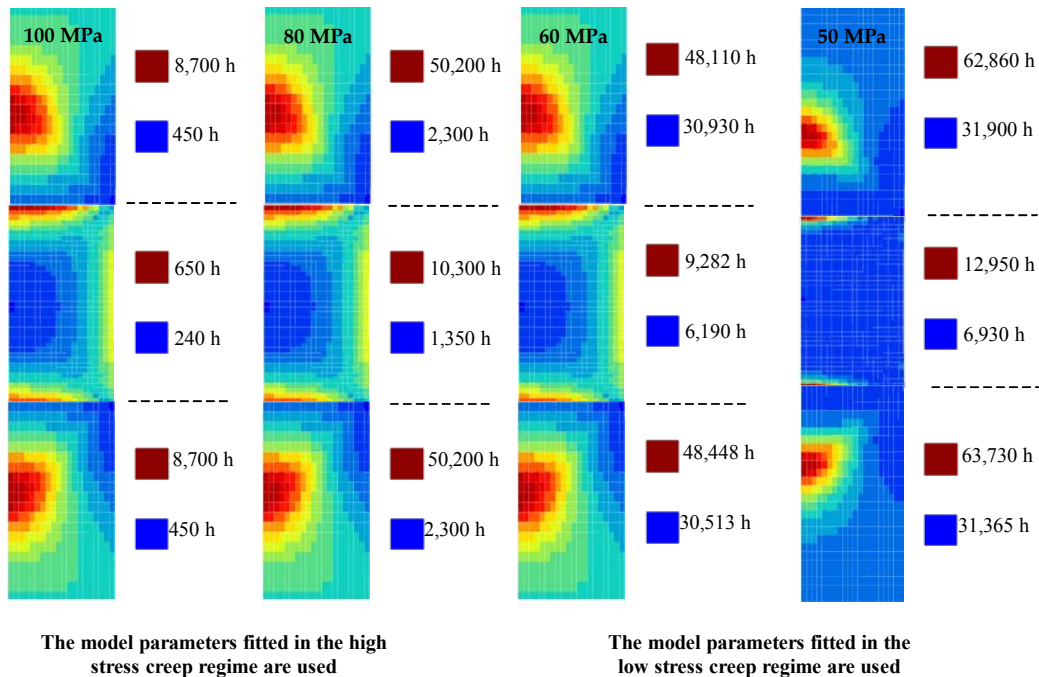 100 MPa
8,700 h
450 h
650 h
240 h
8,700 h
450 h
80 MPa
50,200 h
2,300 h
10,300 h
1,350 h
50,200 h
2,300 h
60 MPa
48,110 h
30,930 h
9,282 h
6,190 h
48,448 h
30,513 h
50 MPa
62,860 h
31,900 h
12,950 h
6,930 h
63,730 h
31,365 h
The model parameters fitted in the high
stress creep regime are used
The model parameters fitted in the
low stress creep regime are used